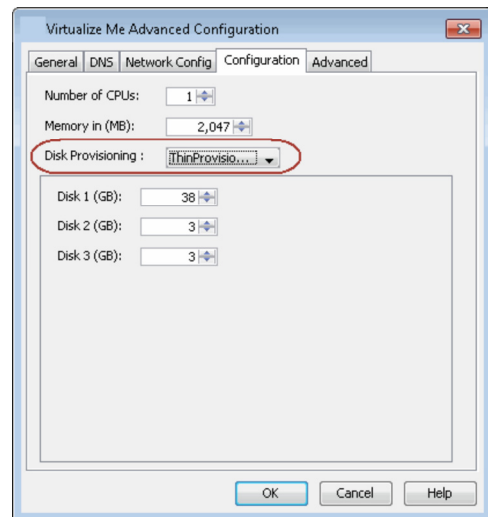 Virtualize Me Advanced Configuration
General DNS Network Config Configuration Advanced
Number of CPUs: 1
Memory in (MB): 2,047
Disk Provisioning : ThinProvisio...
Disk 1 (GB): 38
Disk 2 (GB): 3
Disk 3 (GB): 3
OK Cancel Help